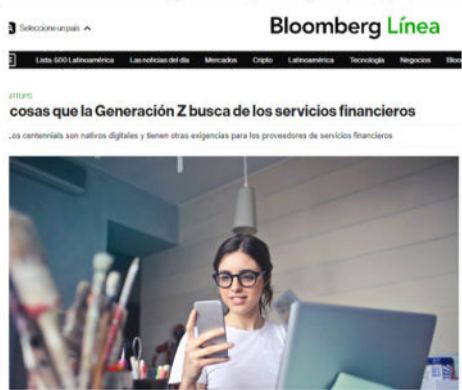 Seleccione un país
Bloomberg Línea
Lista: 500 Latinoamérica Las noticias del día Mercados Cripto Latinoamérica Tecnología Negocios Bloo
cosas que la Generación Z busca de los servicios financieros
Los centennials son nativos digitales y tienen otras exigencias para los proveedores de servicios financieros